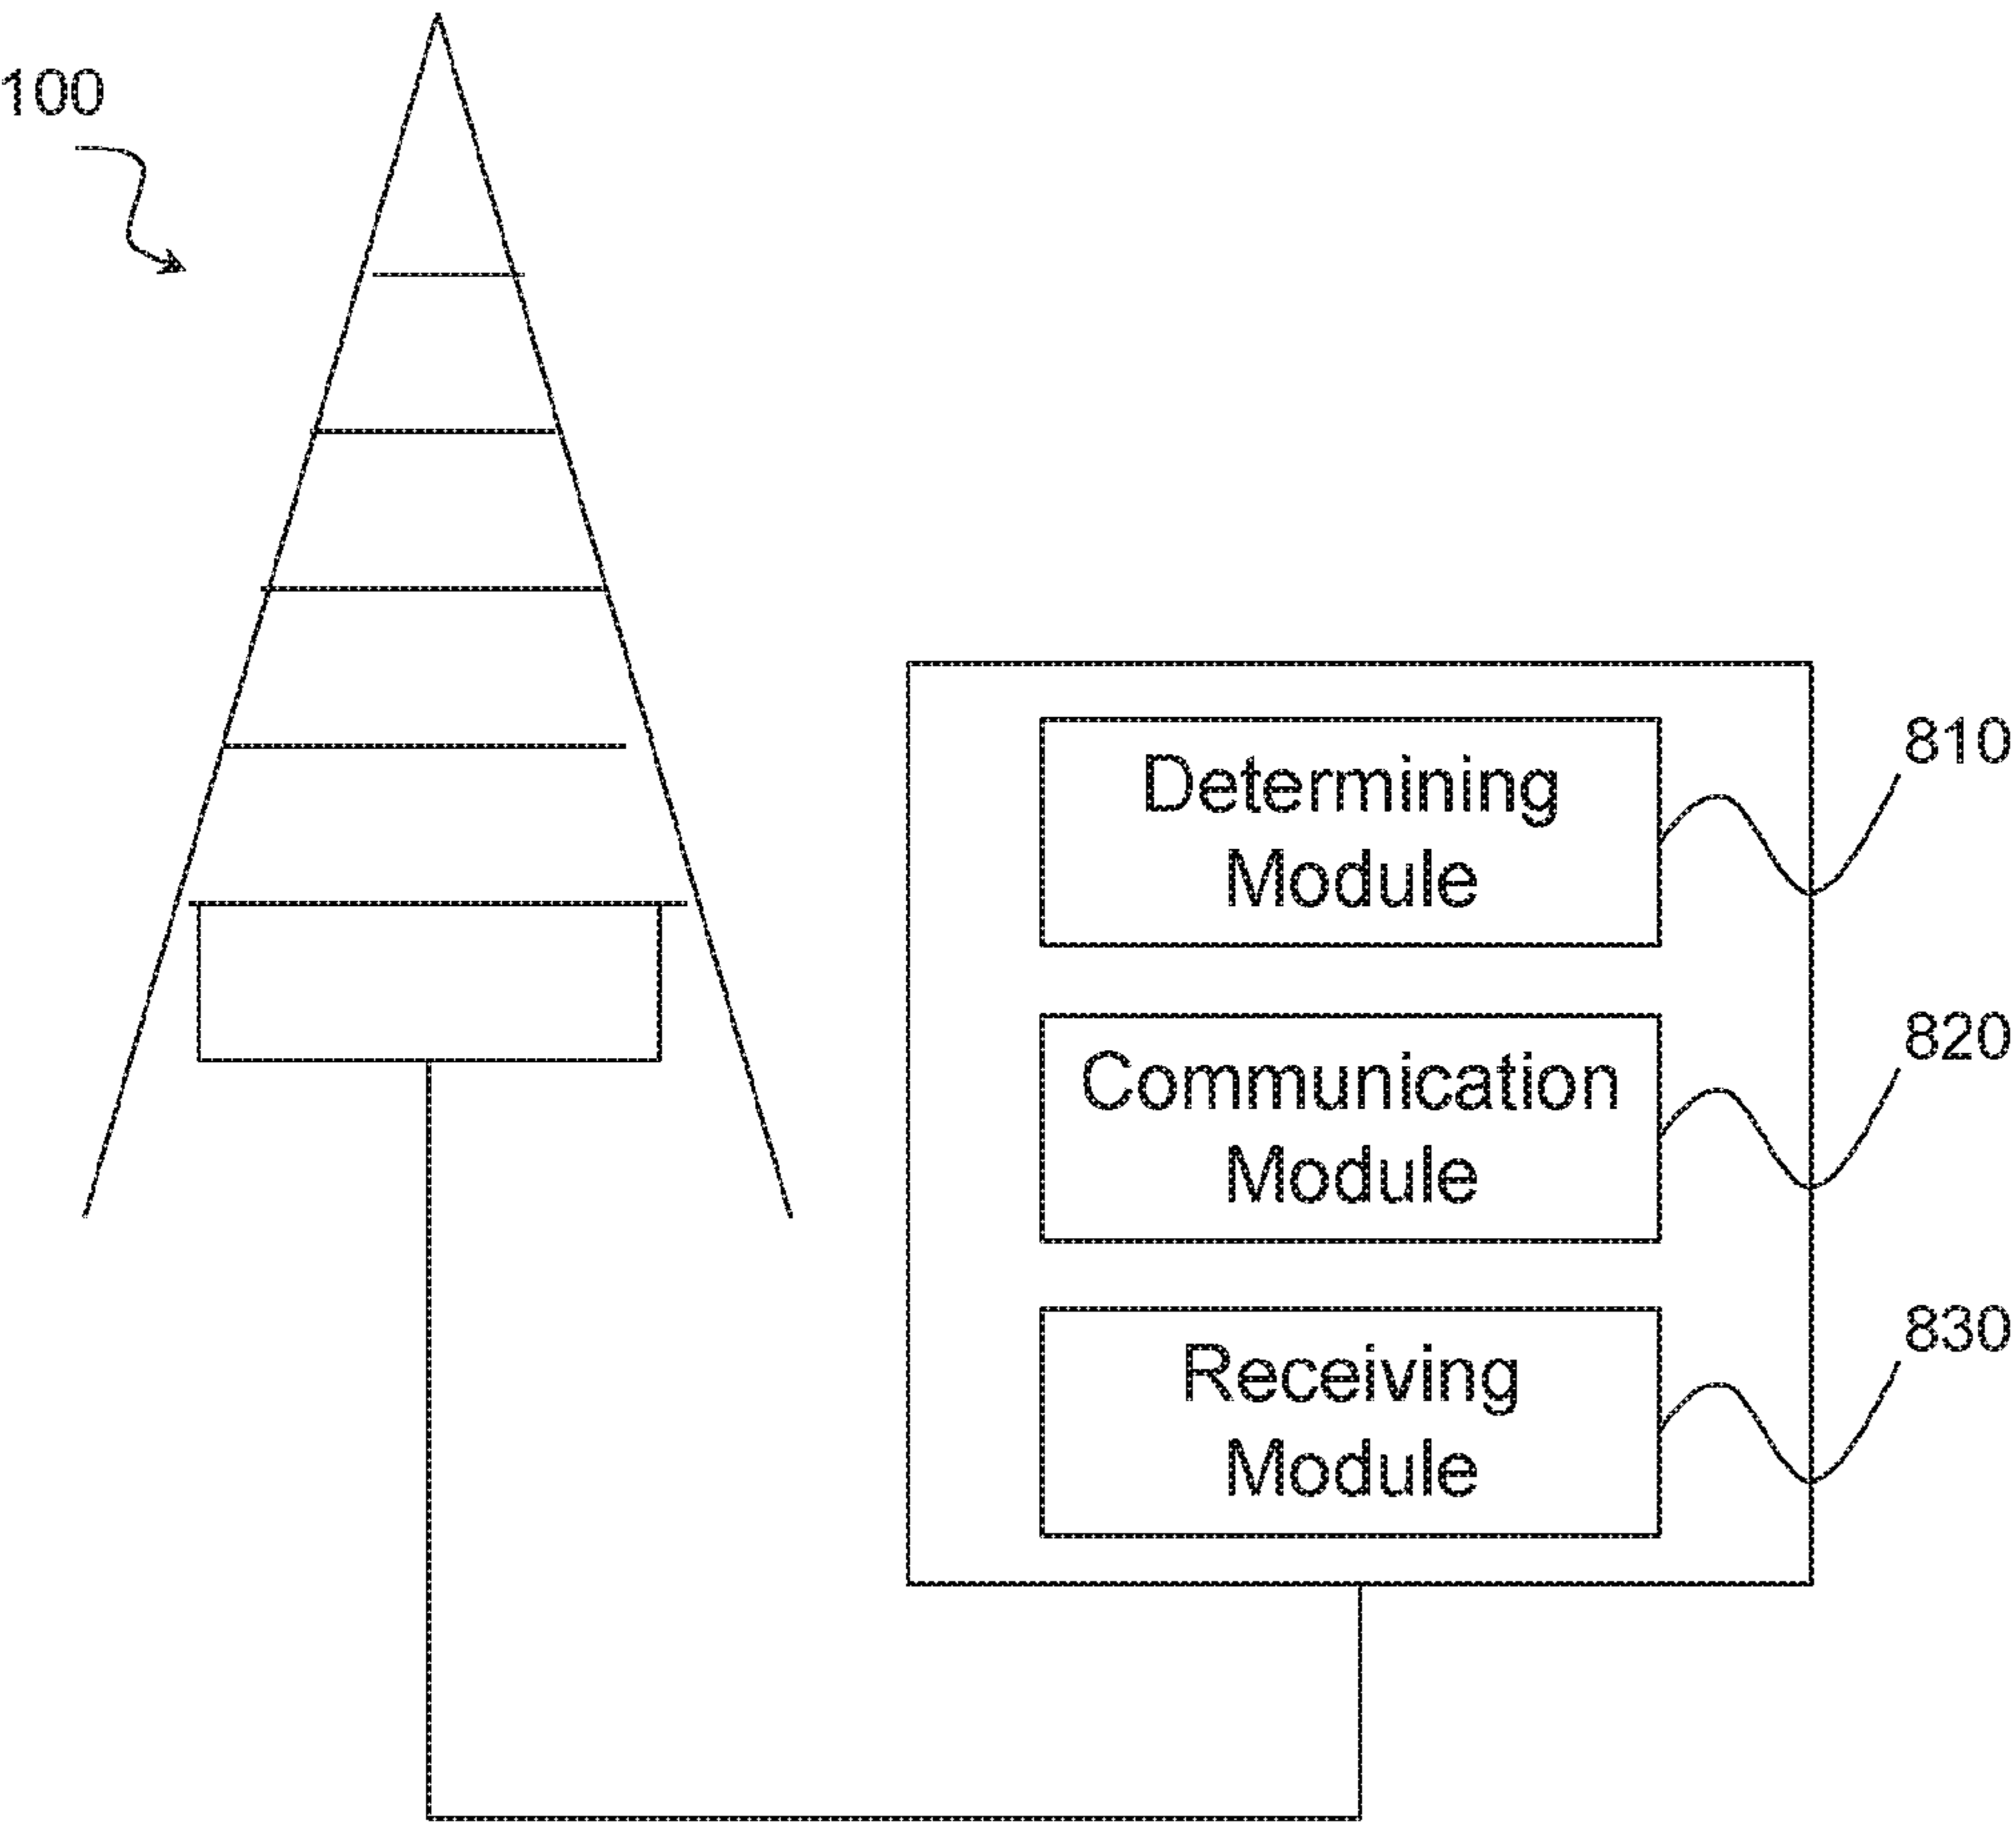 100
Determining
Module
810
Communication
Module
820
Receiving
Module
830